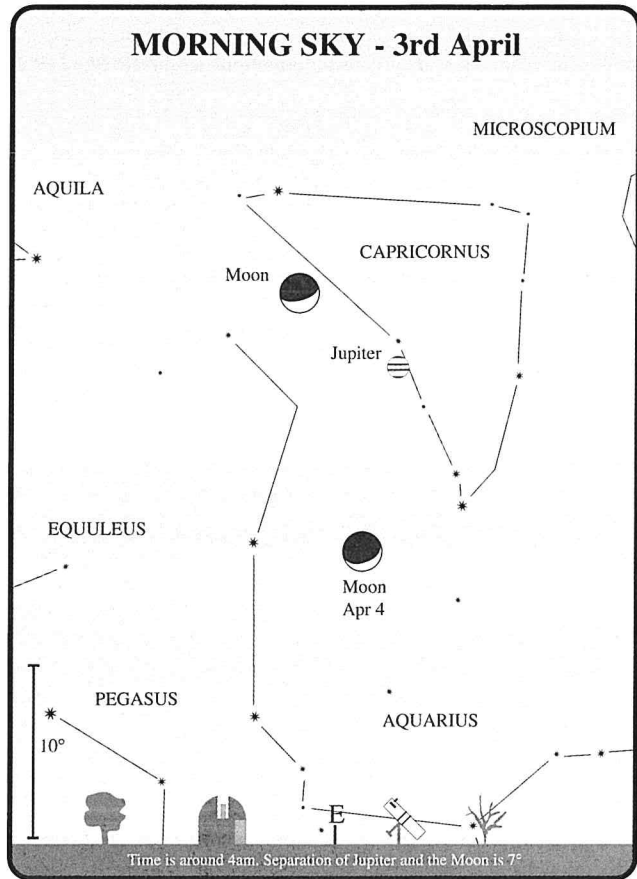 MORNING SKY - 3rd April
MICROSCOPIUM
AQUILA
CAPRICORNUS
Moon
Jupiter
EQUULEUS
Moon
Apr 4
PEGASUS
AQUARIUS
10°
E
Time is around 4am. Separation of Jupiter and the Moon is 7°